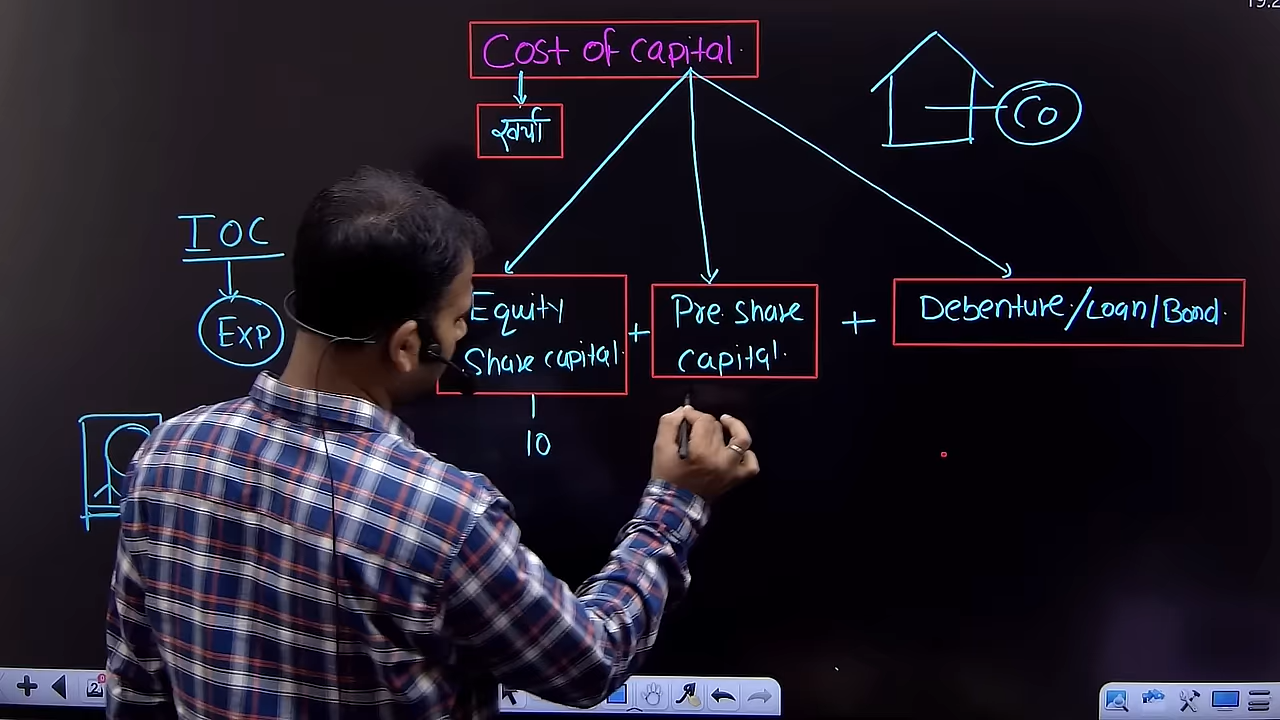 Cost of capital
खर्चा
Co
IOC
Exp
Equity
Share capital
+
Pre. Share
capital
+
Debenture/Loan/Bond
10